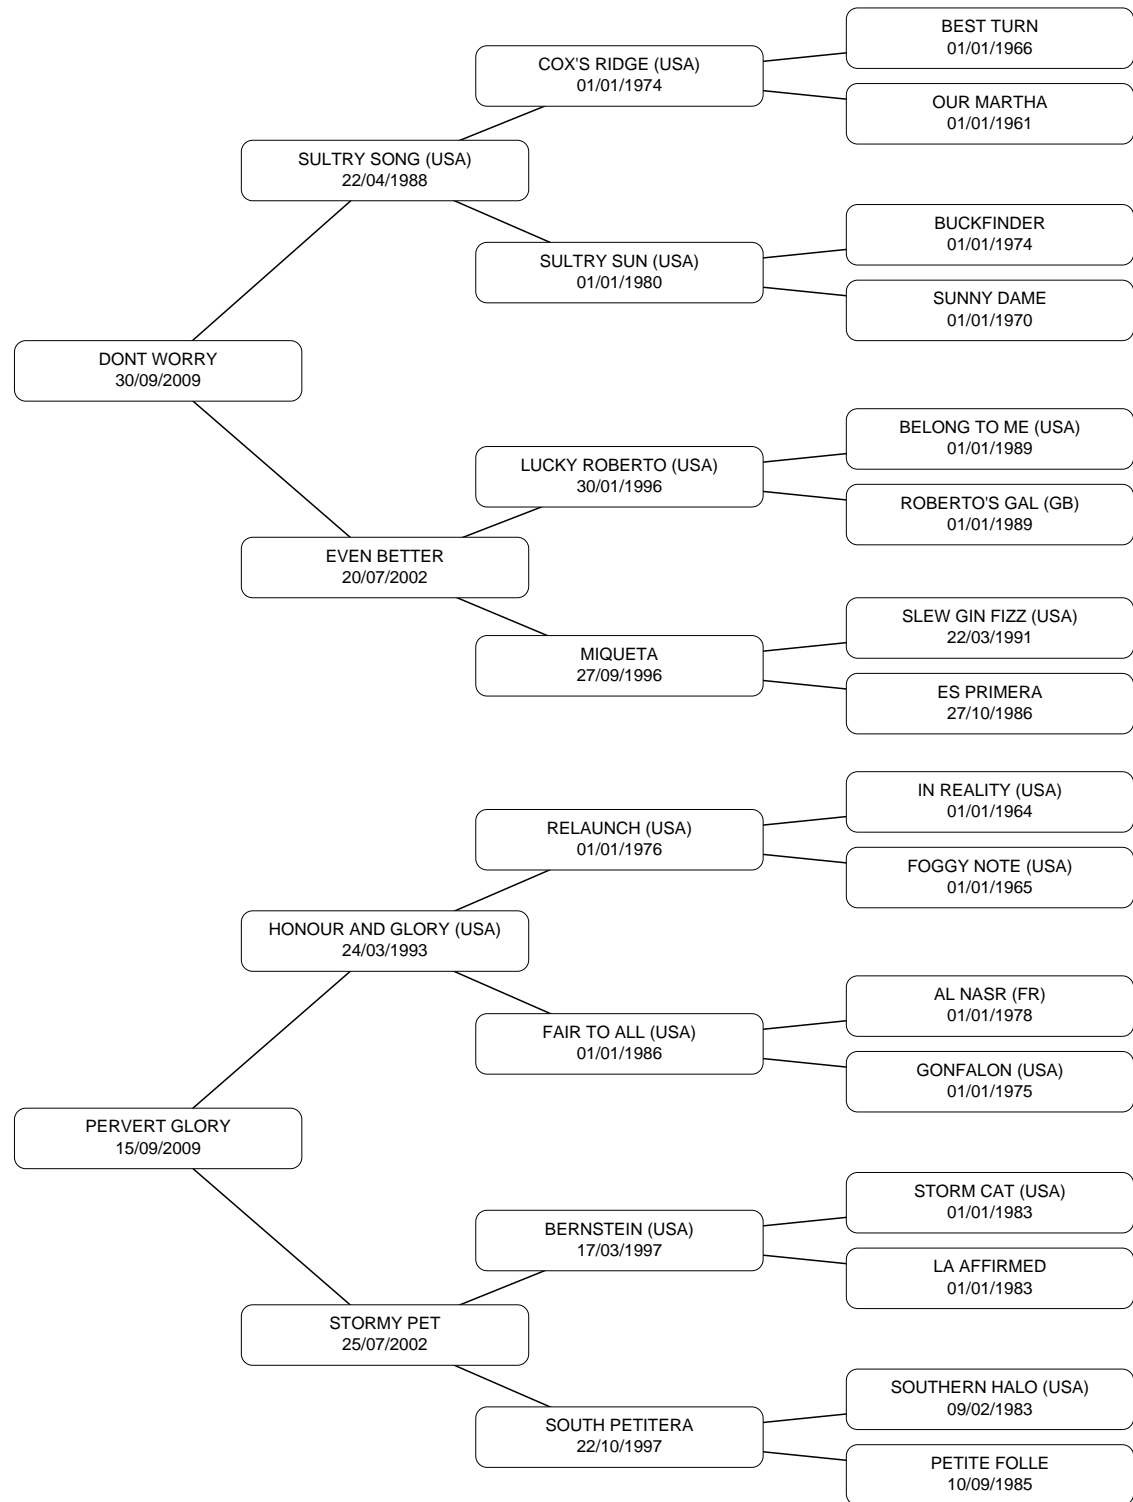 BEST TURN
01/01/1966
COX'S RIDGE (USA)
01/01/1974
OUR MARTHA
01/01/1961
SULTRY SONG (USA)
22/04/1988
BUCKFINDER
01/01/1974
SULTRY SUN (USA)
01/01/1980
SUNNY DAME
01/01/1970
DONT WORRY
30/09/2009
BELONG TO ME (USA)
01/01/1989
LUCKY ROBERTO (USA)
30/01/1996
ROBERTO'S GAL (GB)
01/01/1989
EVEN BETTER
20/07/2002
SLEW GIN FIZZ (USA)
22/03/1991
MIQUETA
27/09/1996
ES PRIMERA
27/10/1986
IN REALITY (USA)
01/01/1964
RELAUNCH (USA)
01/01/1976
FOGGY NOTE (USA)
01/01/1965
HONOUR AND GLORY (USA)
24/03/1993
AL NASR (FR)
01/01/1978
FAIR TO ALL (USA)
01/01/1986
GONFALON (USA)
01/01/1975
PERVERT GLORY
15/09/2009
STORM CAT (USA)
01/01/1983
BERNSTEIN (USA)
17/03/1997
LA AFFIRMED
01/01/1983
STORMY PET
25/07/2002
SOUTHERN HALO (USA)
09/02/1983
SOUTH PETITERA
22/10/1997
PETITE FOLLE
10/09/1985